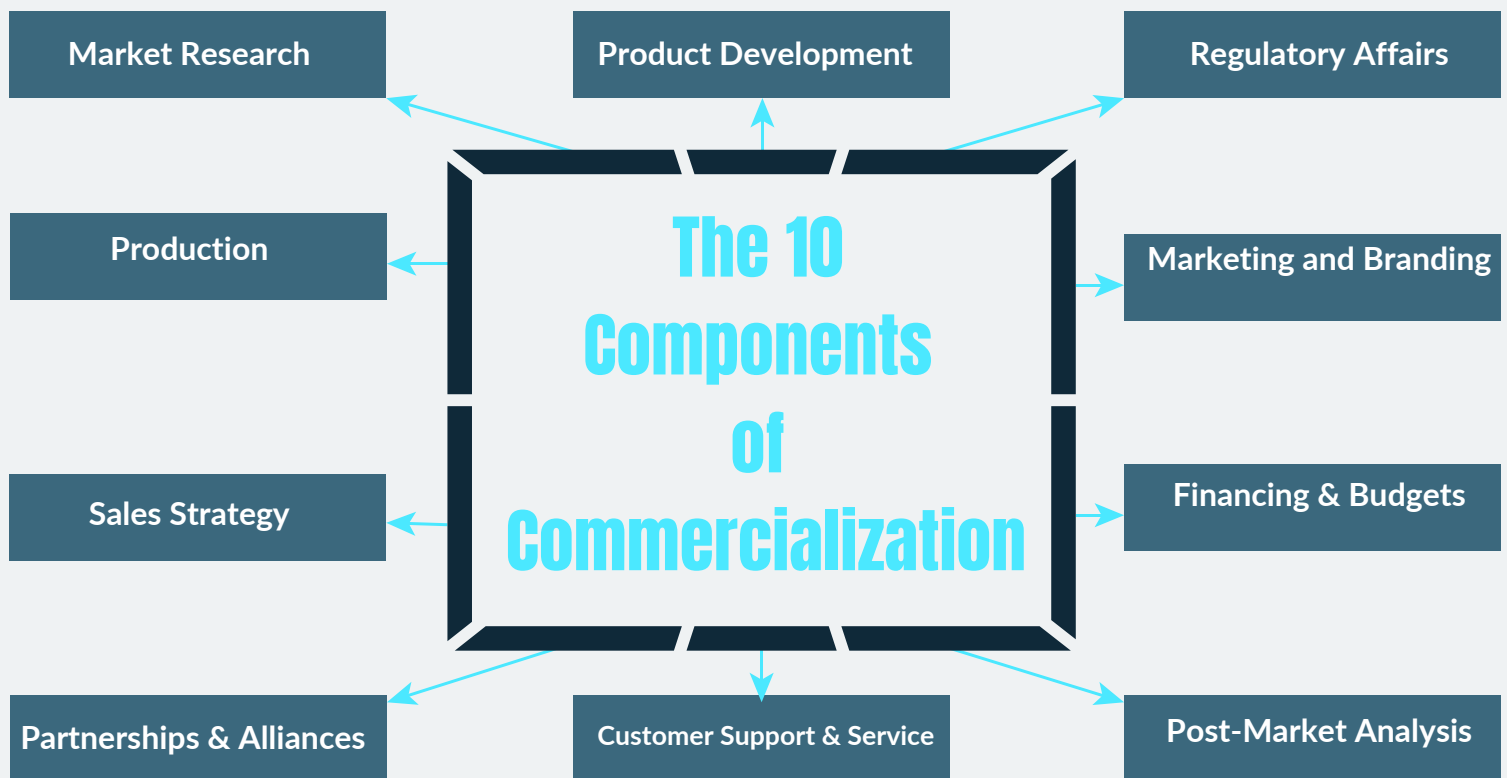 Market Research
Product Development
Regulatory Affairs
The 10
Components
of
Commercialization
Production
Marketing and Branding
Sales Strategy
Financing & Budgets
Partnerships & Alliances
Customer Support & Service
Post-Market Analysis